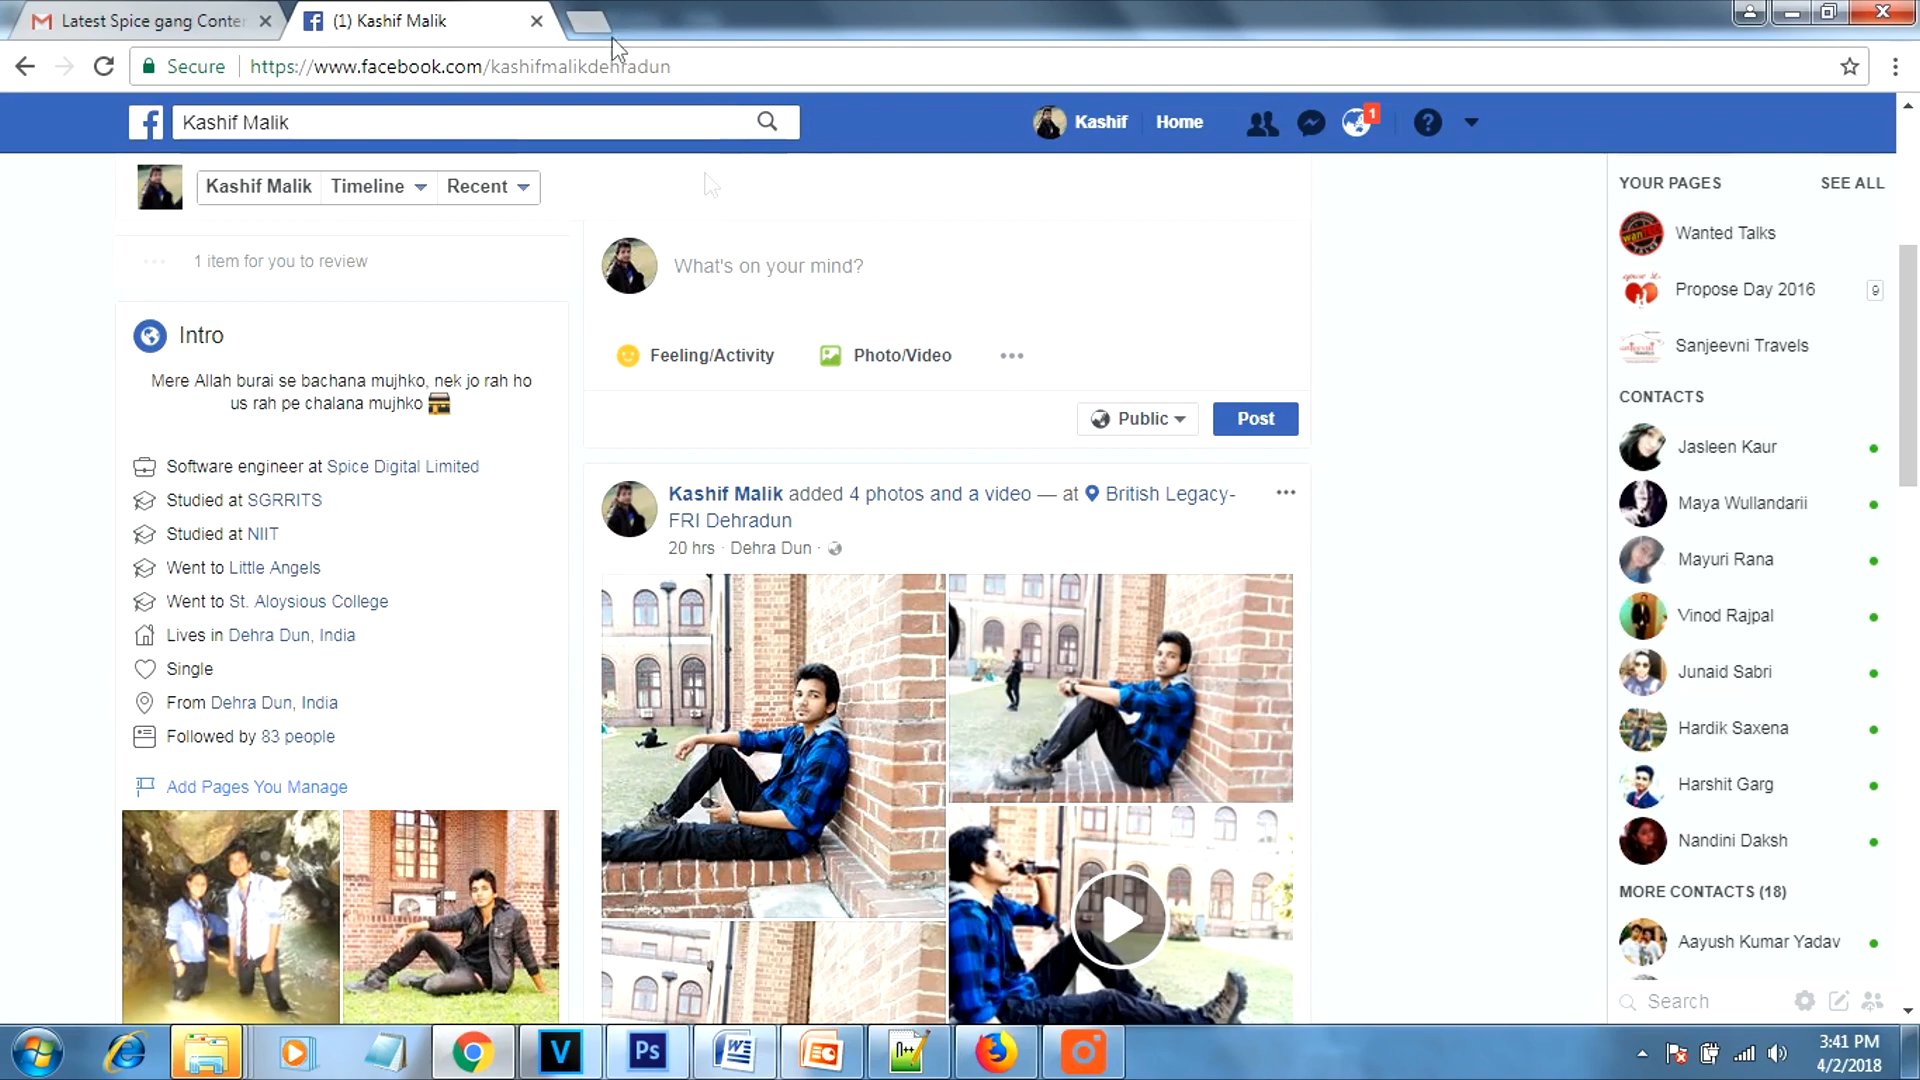 Latest Spice gang Conter
(1) Kashif Malik
Secure
https://www.facebook.com/kashifmalikdehradun
Kashif Malik
Kashif
Home
1
Kashif Malik
Timeline
Recent
1 item for you to review
Intro
Mere Allah burai se bachana mujhko, nek jo rah ho
us rah pe chalana mujhko
Software engineer at Spice Digital Limited
Studied at SGRRITS
Studied at NIIT
Went to Little Angels
Went to St. Aloysious College
Lives in Dehra Dun, India
Single
From Dehra Dun, India
Followed by 83 people
Add Pages You Manage
What's on your mind?
Feeling/Activity
Photo/Video
Public
Post
Kashif Malik added 4 photos and a video — at British Legacy-
FRI Dehradun
20 hrs · Dehra Dun ·
YOUR PAGES
SEE ALL
Wanted Talks
Propose Day 2016
9
Sanjeevni Travels
CONTACTS
Jasleen Kaur
Maya Wullandarii
Mayuri Rana
Vinod Rajpal
Junaid Sabri
Hardik Saxena
Harshit Garg
Nandini Daksh
MORE CONTACTS (18)
Aayush Kumar Yadav
Search
V
Ps
W
P
N++
3:41 PM
4/2/2018